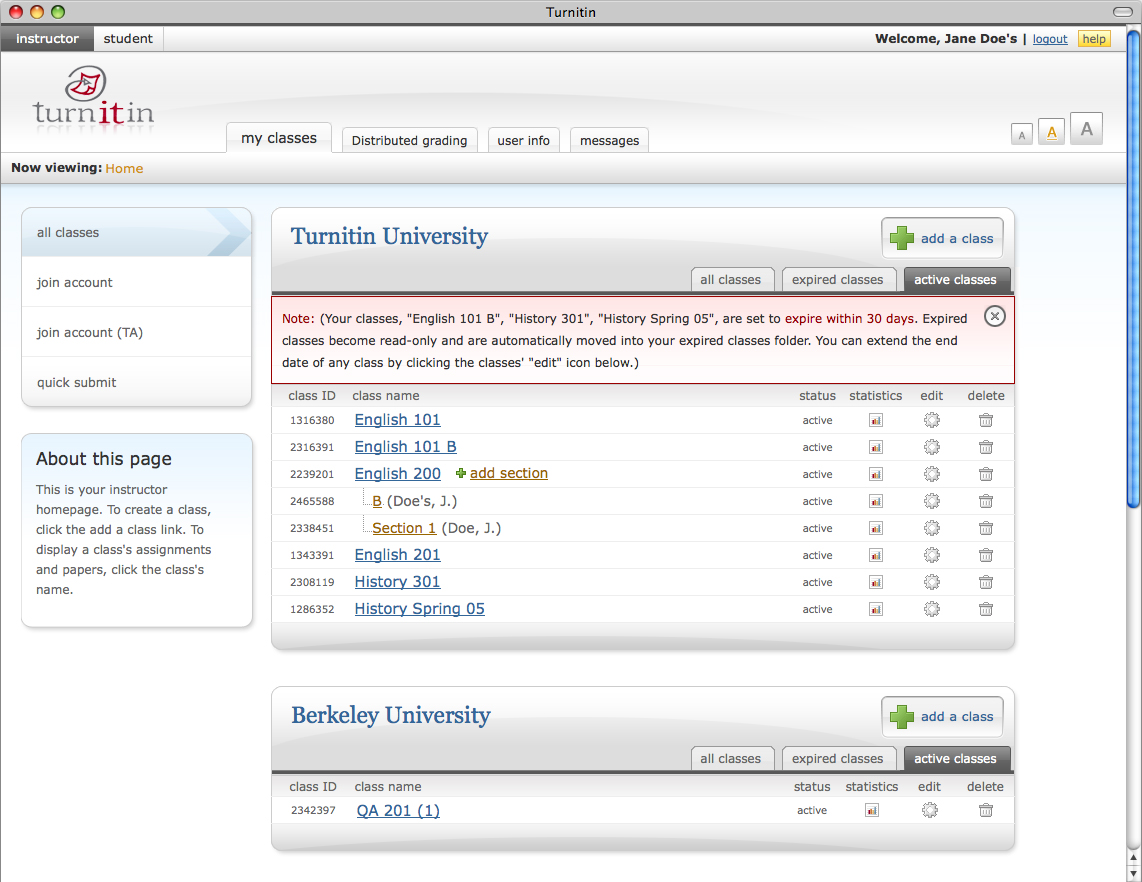 Turnitin
instructor student Welcome, Jane Doe's | logout help
turnitin
my classes Distributed grading user info messages A A A
Now viewing: Home
all classes
join account
join account (TA)
quick submit
About this page
This is your instructor
homepage. To create a class,
click the add a class link. To
display a class's assignments
and papers, click the class's
name.
Turnitin University add a class
all classes expired classes active classes
Note: (Your classes, "English 101 B", "History 301", "History Spring 05", are set to expire within 30 days. Expired
classes become read-only and are automatically moved into your expired classes folder. You can extend the end
date of any class by clicking the classes' "edit" icon below.)
class ID class name status statistics edit delete
1316380 English 101 active
2316391 English 101 B active
2239201 English 200 add section active
2465588 B (Doe's, J.) active
2338451 Section 1 (Doe, J.) active
1343391 English 201 active
2308119 History 301 active
1286352 History Spring 05 active
Berkeley University add a class
all classes expired classes active classes
class ID class name status statistics edit delete
2342397 QA 201 (1) active